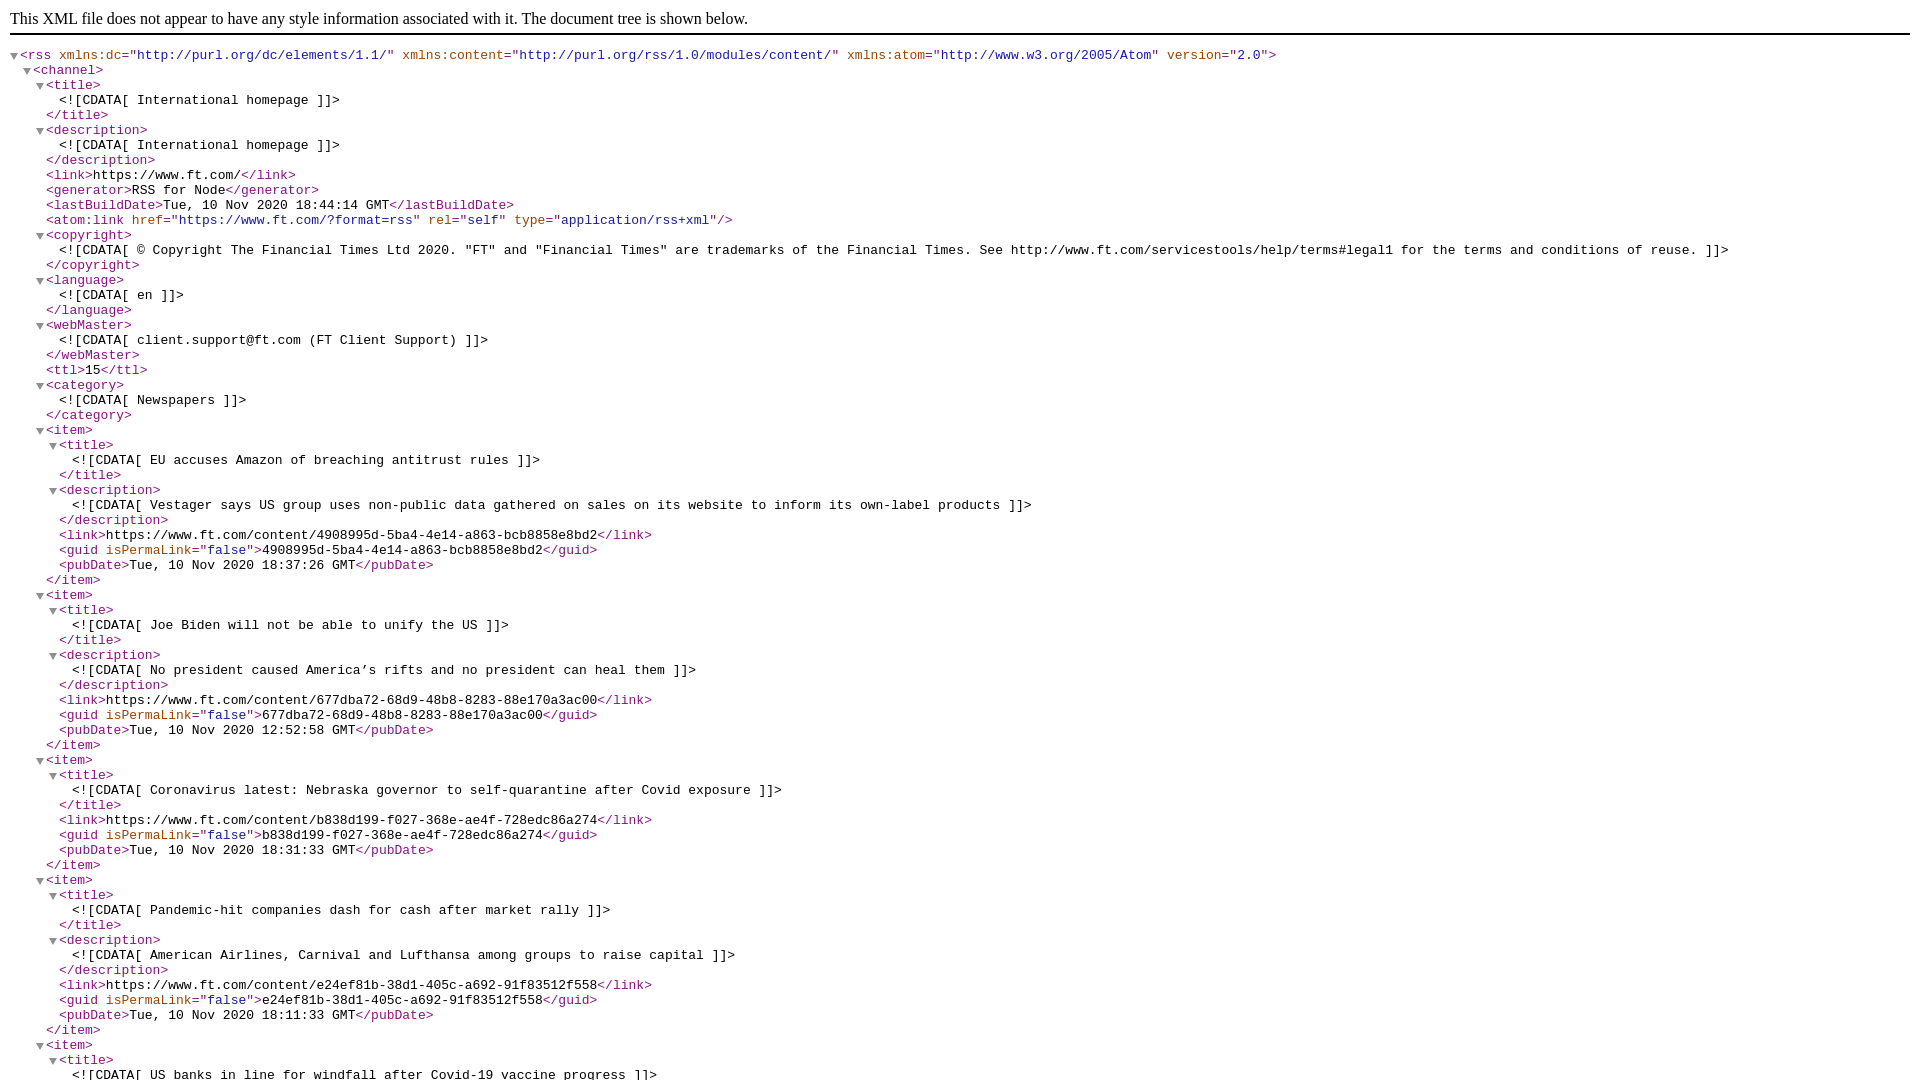 This XML file does not appear to have any style information associated with it. The document tree is shown below.
<rss xmlns:dc="http://purl.org/dc/elements/1.1/" xmlns:content="http://purl.org/rss/1.0/modules/content/" xmlns:atom="http://www.w3.org/2005/Atom" version="2.0">
<channel>
<title>
<![CDATA[ International homepage ]]>
</title>
<description>
<![CDATA[ International homepage ]]>
</description>
<link>https://www.ft.com/</link>
<generator>RSS for Node</generator>
<lastBuildDate>Tue, 10 Nov 2020 18:44:14 GMT</lastBuildDate>
<atom:link href="https://www.ft.com/?format=rss" rel="self" type="application/rss+xml"/>
<copyright>
<![CDATA[ © Copyright The Financial Times Ltd 2020. "FT" and "Financial Times" are trademarks of the Financial Times. See http://www.ft.com/servicestools/help/terms#legal1 for the terms and conditions of reuse. ]]>
</copyright>
<language>
<![CDATA[ en ]]>
</language>
<webMaster>
<![CDATA[ client.support@ft.com (FT Client Support) ]]>
</webMaster>
<ttl>15</ttl>
<category>
<![CDATA[ Newspapers ]]>
</category>
<item>
<title>
<![CDATA[ EU accuses Amazon of breaching antitrust rules ]]>
</title>
<description>
<![CDATA[ Vestager says US group uses non-public data gathered on sales on its website to inform its own-label products ]]>
</description>
<link>https://www.ft.com/content/4908995d-5ba4-4e14-a863-bcb8858e8bd2</link>
<guid isPermaLink="false">4908995d-5ba4-4e14-a863-bcb8858e8bd2</guid>
<pubDate>Tue, 10 Nov 2020 18:37:26 GMT</pubDate>
</item>
<item>
<title>
<![CDATA[ Joe Biden will not be able to unify the US ]]>
</title>
<description>
<![CDATA[ No president caused America’s rifts and no president can heal them ]]>
</description>
<link>https://www.ft.com/content/677dba72-68d9-48b8-8283-88e170a3ac00</link>
<guid isPermaLink="false">677dba72-68d9-48b8-8283-88e170a3ac00</guid>
<pubDate>Tue, 10 Nov 2020 12:52:58 GMT</pubDate>
</item>
<item>
<title>
<![CDATA[ Coronavirus latest: Nebraska governor to self-quarantine after Covid exposure ]]>
</title>
<link>https://www.ft.com/content/b838d199-f027-368e-ae4f-728edc86a274</link>
<guid isPermaLink="false">b838d199-f027-368e-ae4f-728edc86a274</guid>
<pubDate>Tue, 10 Nov 2020 18:31:33 GMT</pubDate>
</item>
<item>
<title>
<![CDATA[ Pandemic-hit companies dash for cash after market rally ]]>
</title>
<description>
<![CDATA[ American Airlines, Carnival and Lufthansa among groups to raise capital ]]>
</description>
<link>https://www.ft.com/content/e24ef81b-38d1-405c-a692-91f83512f558</link>
<guid isPermaLink="false">e24ef81b-38d1-405c-a692-91f83512f558</guid>
<pubDate>Tue, 10 Nov 2020 18:11:33 GMT</pubDate>
</item>
<item>
<title>
<![CDATA[ US banks in line for windfall after Covid-19 vaccine progress ]]>